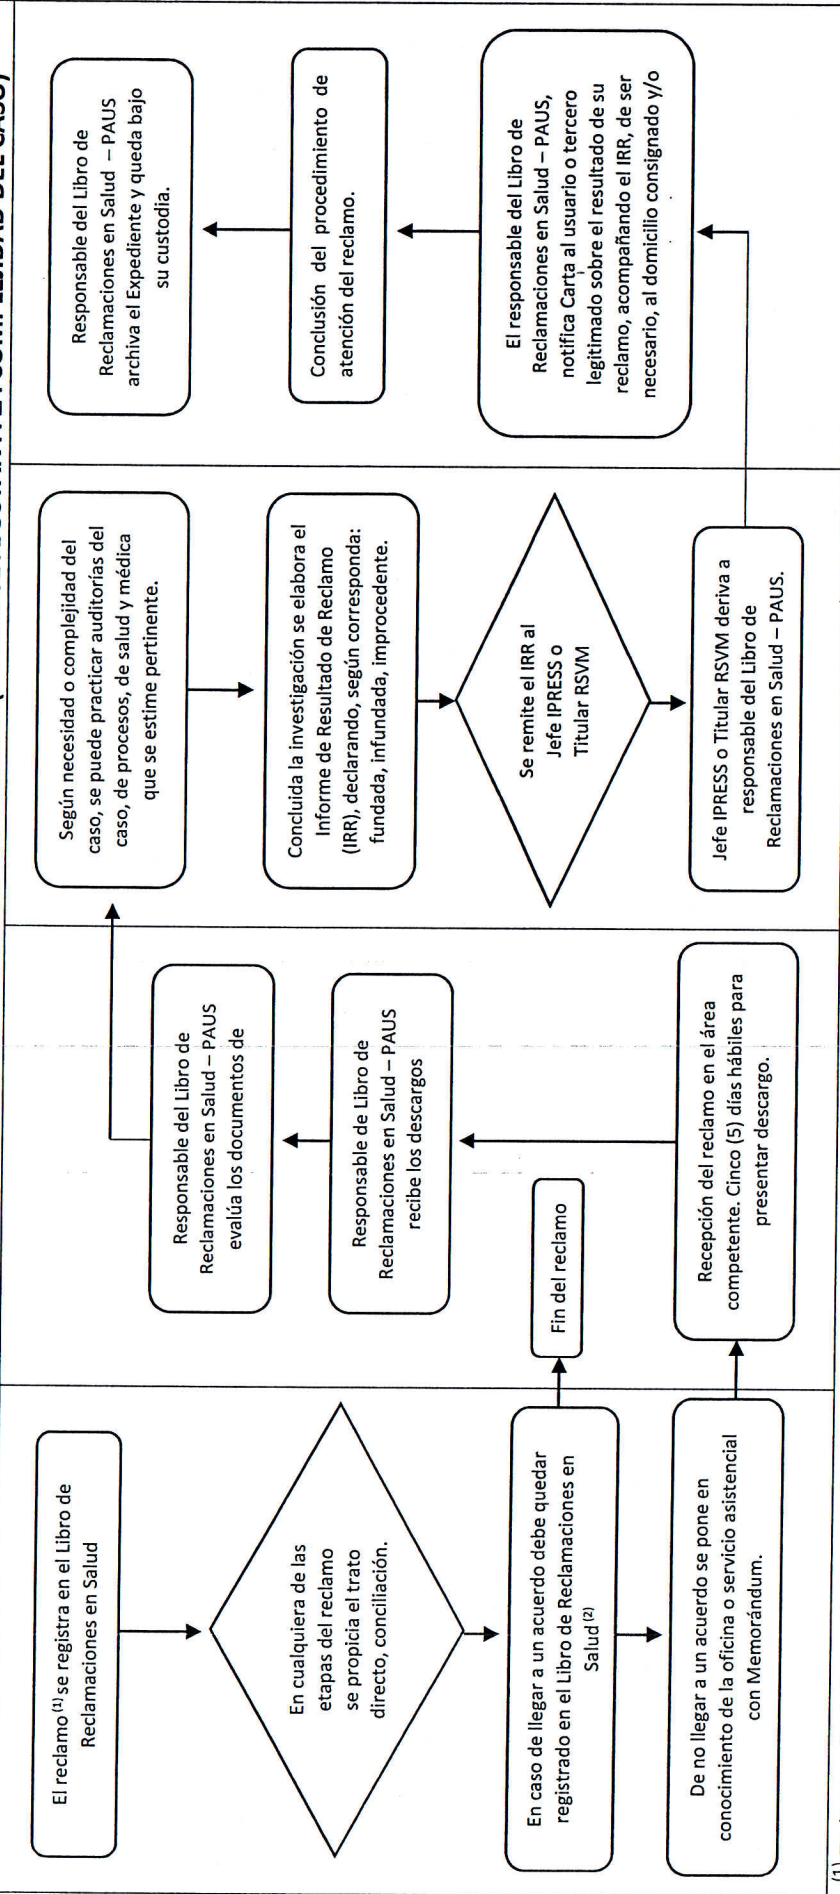 El reclamo (1) se registra en el Libro de
Reclamaciones en Salud
En cualquiera de las
etapas del reclamo
se propicia el trato
directo, conciliación.
En caso de llegar a un acuerdo debe quedar
registrado en el Libro de Reclamaciones en
Salud (2)
De no llegar a un acuerdo se pone en
conocimiento de la oficina o servicio asistencial
con Memorándum.
Fin del reclamo
Recepción del reclamo en el área
competente. Cinco (5) días hábiles para
presentar descargo.
Responsable de Libro de
Reclamaciones en Salud – PAUS
recibe los descargos
Responsable del Libro de
Reclamaciones en Salud – PAUS
evalúa los documentos de
Según necesidad o complejidad del
caso, se puede practicar auditorías del
caso, de procesos, de salud y médica
que se estime pertinente.
Concluida la investigación se elabora el
Informe de Resultado de Reclamo
(IRR), declarando, según corresponda:
fundada, infundada, improcedente.
Se remite el IRR al
Jefe IPRESS o
Titular RSVM
Jefe IPRESS o Titular RSVM deriva a
responsable del Libro de
Reclamaciones en Salud – PAUS.
El responsable del Libro de
Reclamaciones en Salud – PAUS,
notifica Carta al usuario o tercero
legitimado sobre el resultado de su
reclamo, acompañando el IRR, de ser
necesario, al domicilio consignado y/o
Conclusión del procedimiento de
atención del reclamo.
Responsable del Libro de
Reclamaciones en Salud – PAUS
archiva el Expediente y queda bajo
su custodia.
(1)